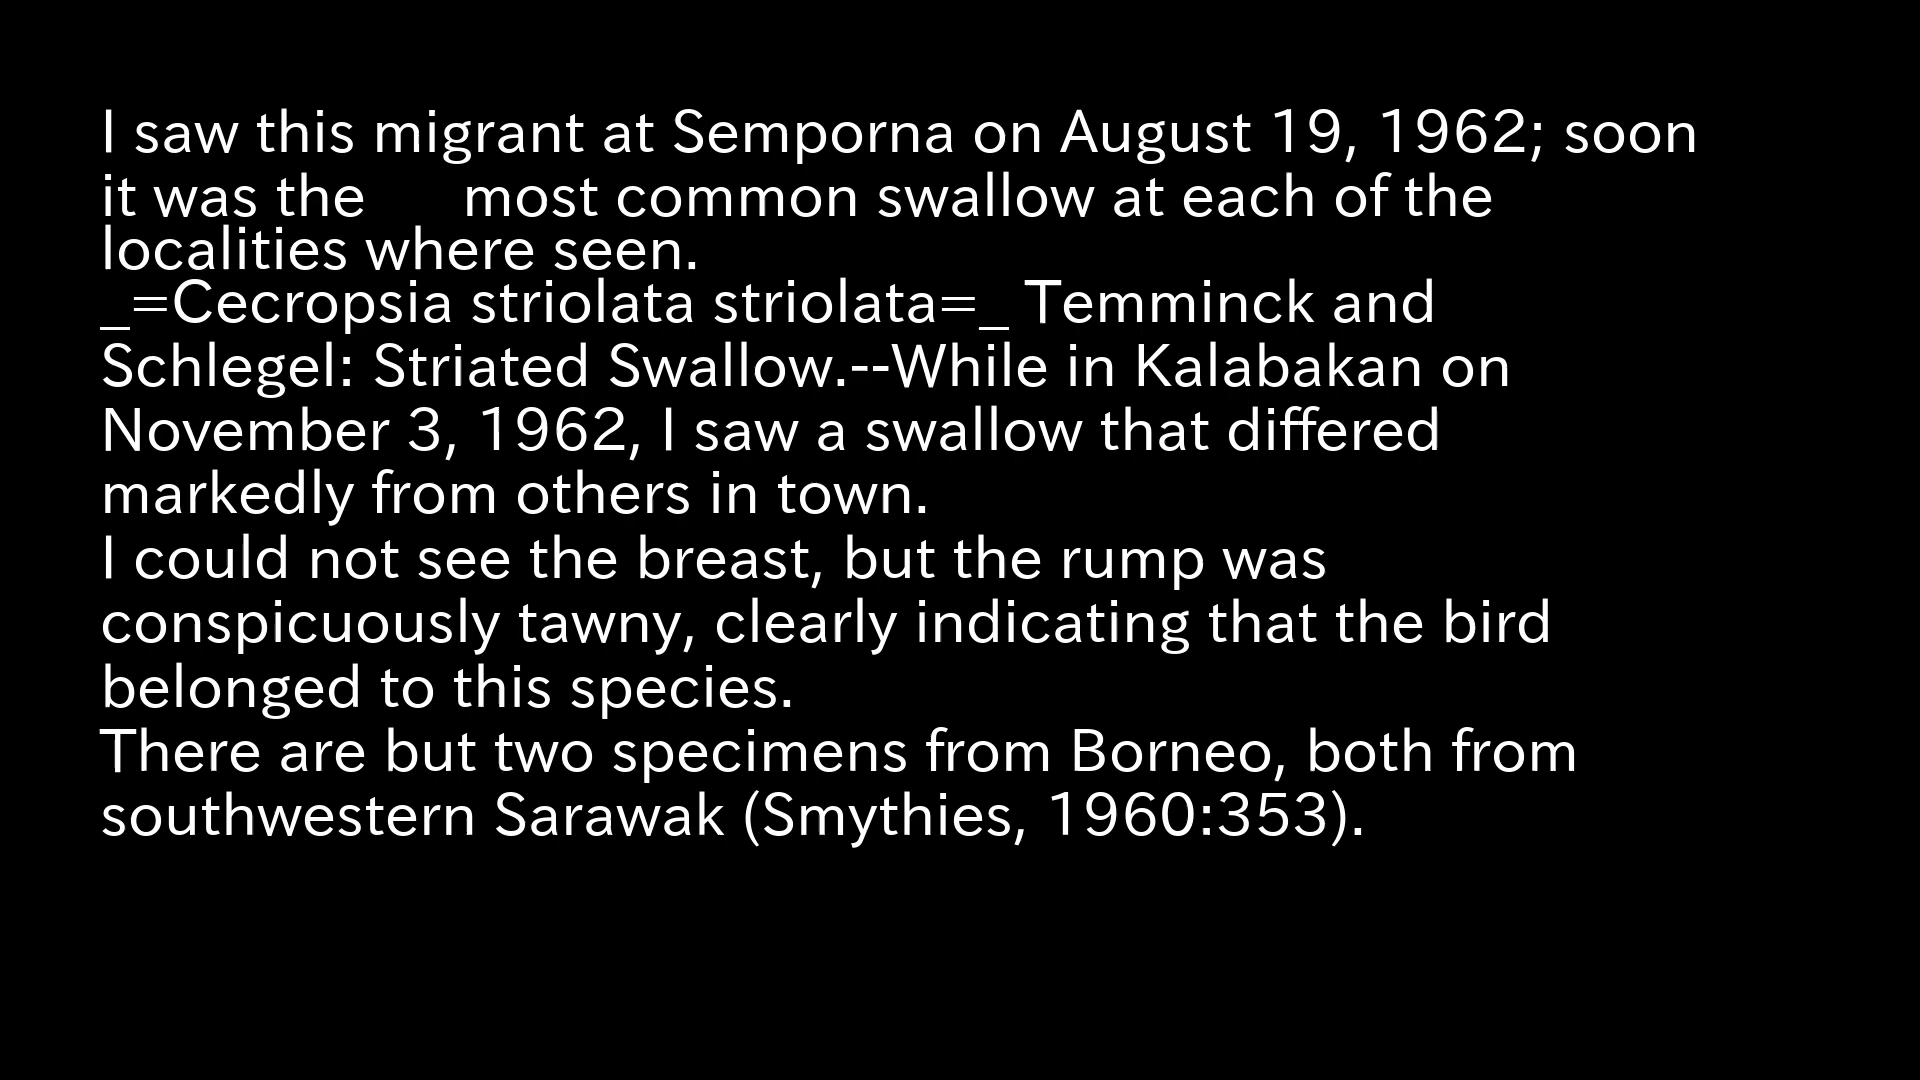 I saw this migrant at Semporna on August 19, 1962; soon
it was the most common swallow at each of the
localities where seen.
_=Cecropsia striolata striolata=_ Temminck and
Schlegel: Striated Swallow.--While in Kalabakan on
November 3, 1962, I saw a swallow that differed
markedly from others in town.
I could not see the breast, but the rump was
conspicuously tawny, clearly indicating that the bird
belonged to this species.
There are but two specimens from Borneo, both from
southwestern Sarawak (Smythies, 1960:353).